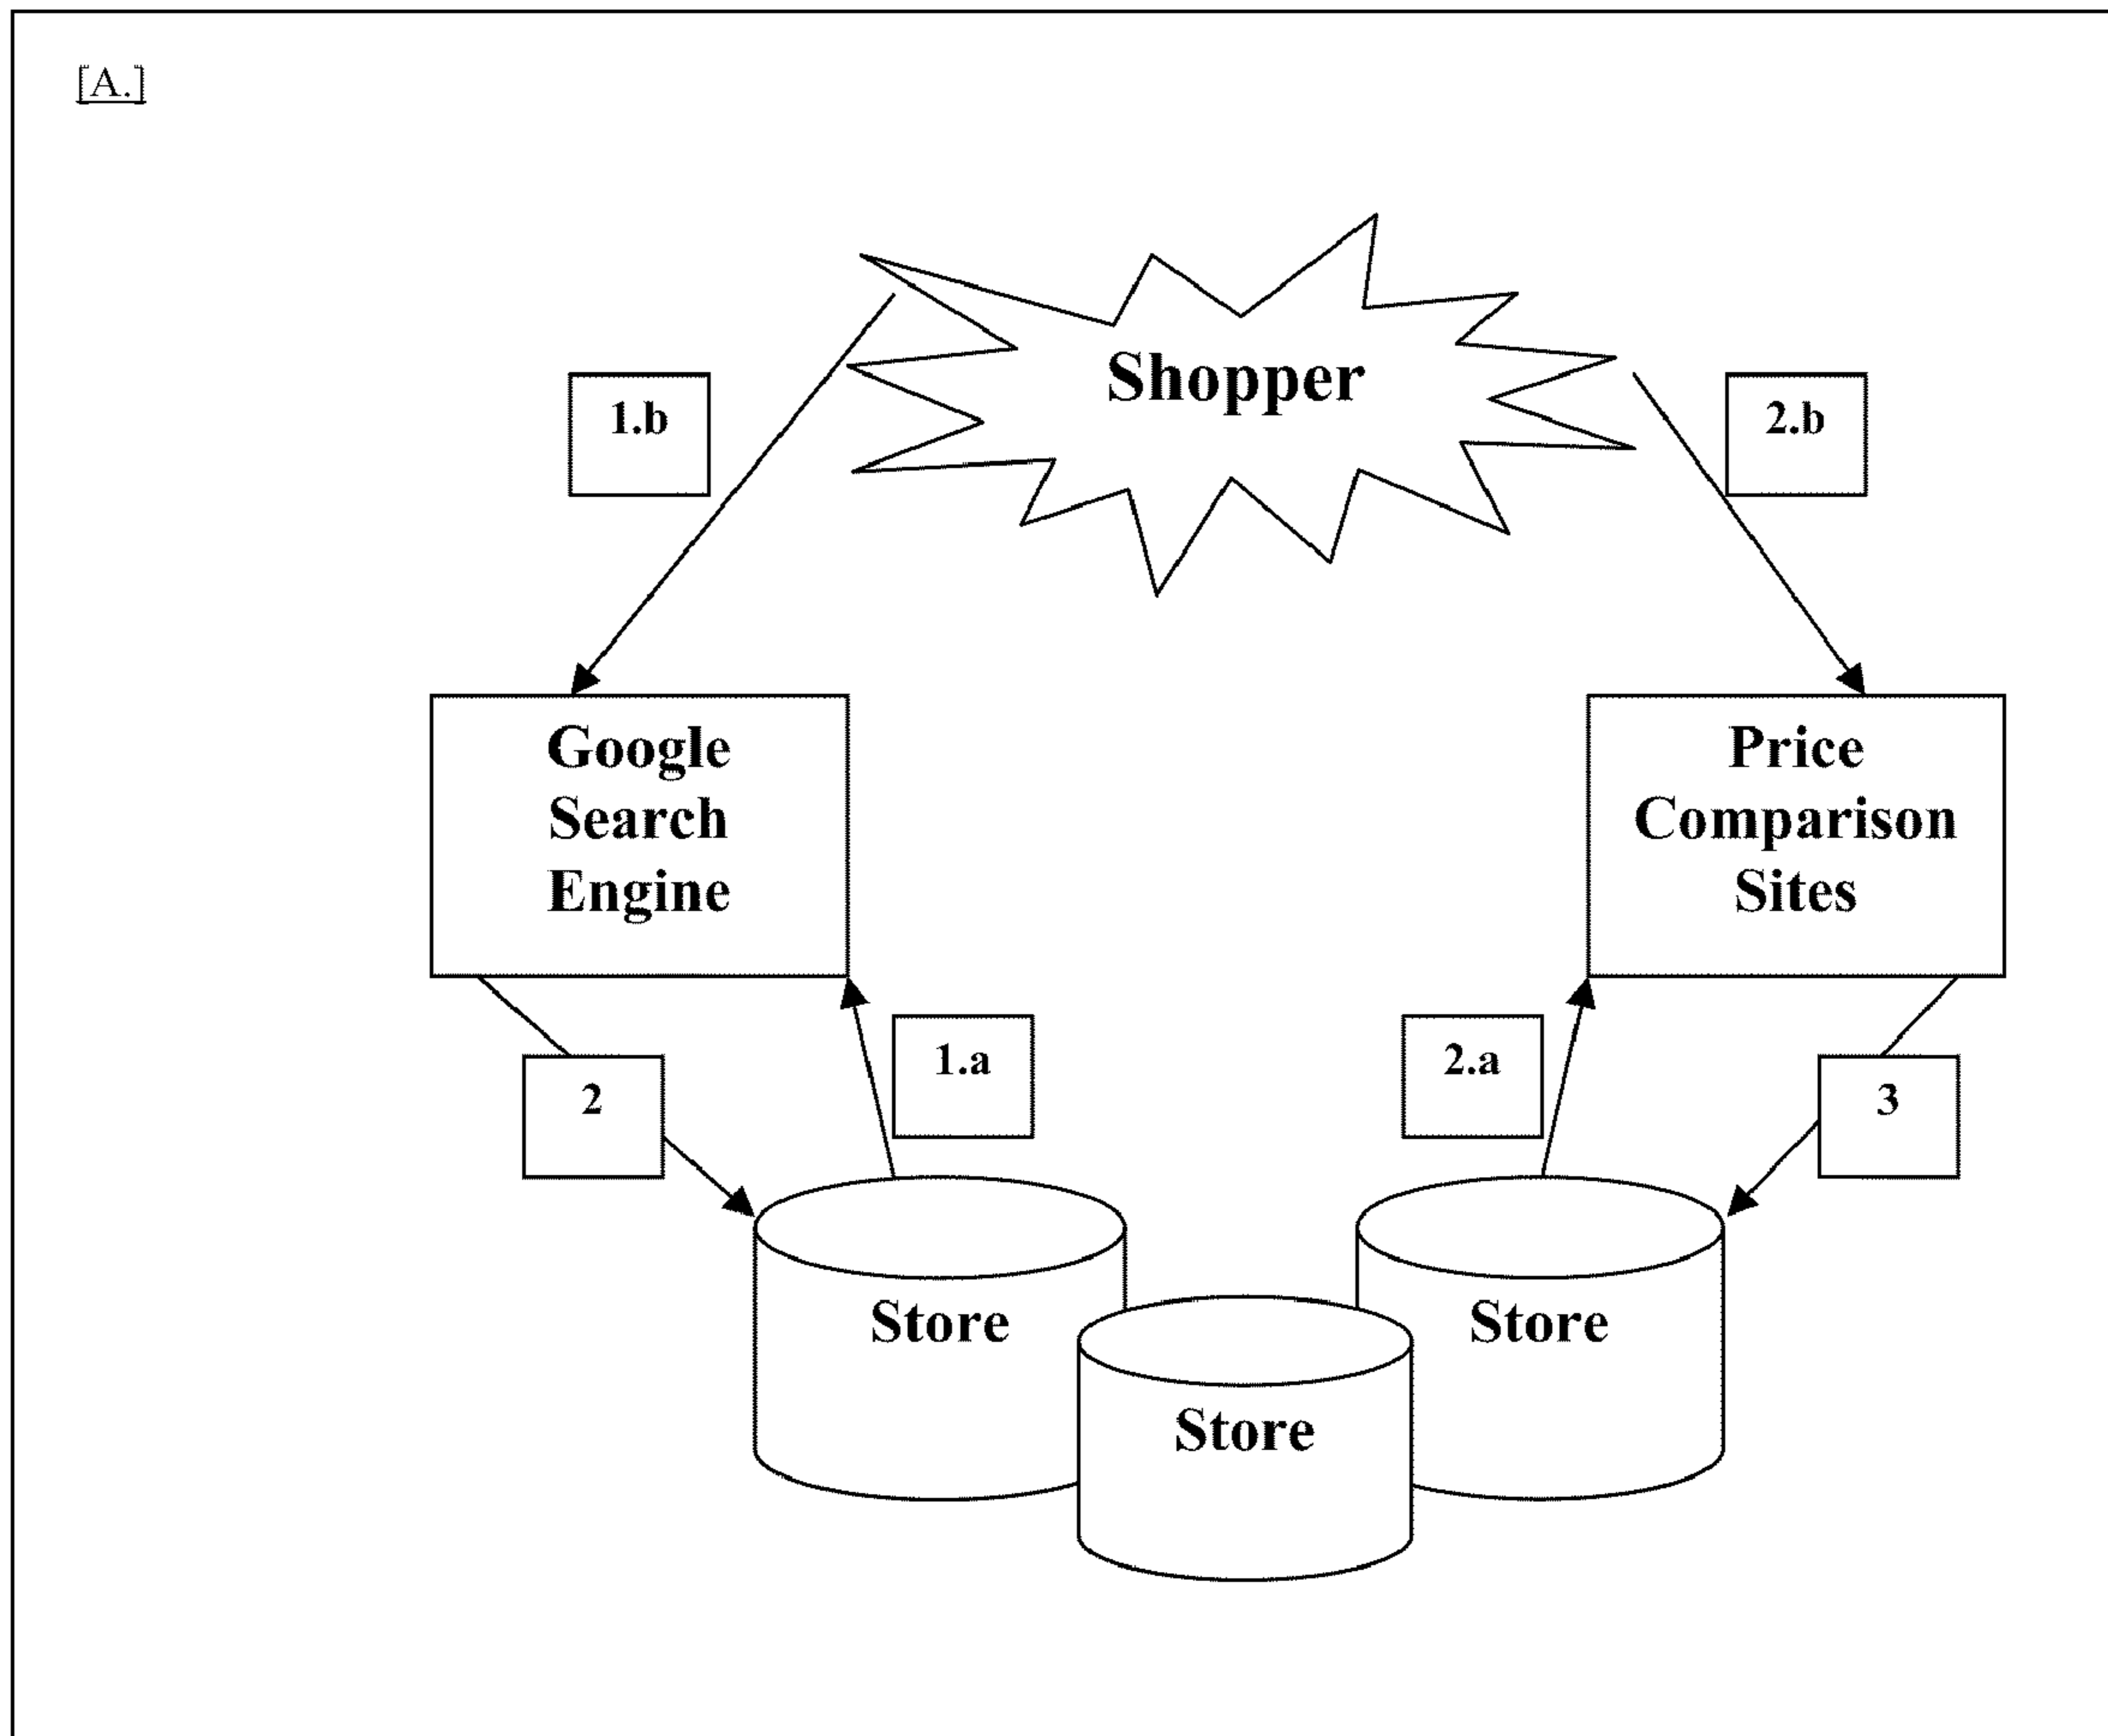 [A.]
Shopper
1.b
2.b
Google
Search
Engine
Price
Comparison
Sites
1.a
2.a
2
3
Store
Store
Store